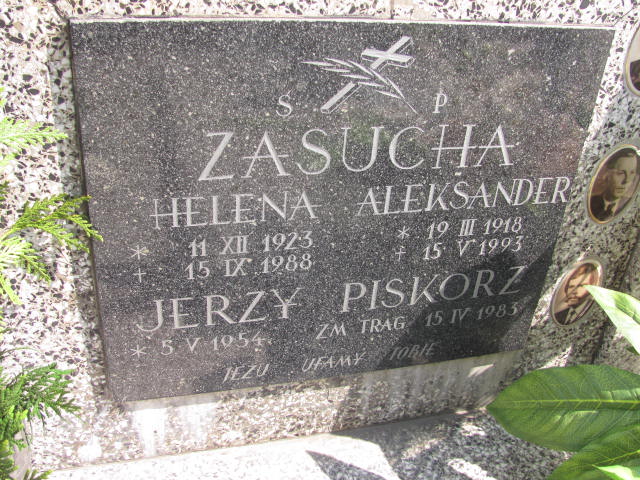 Ś P
ZASUCHA
HELENA ALEKSANDER
* 11 XII 1923 * 19 III 1918
+ 15 IX 1988 + 15 V 1993
JERZY PISKORZ
* 5 V 1954 ZM TRAG. 15 IV 1983
JEZU UFAMY TOBIE